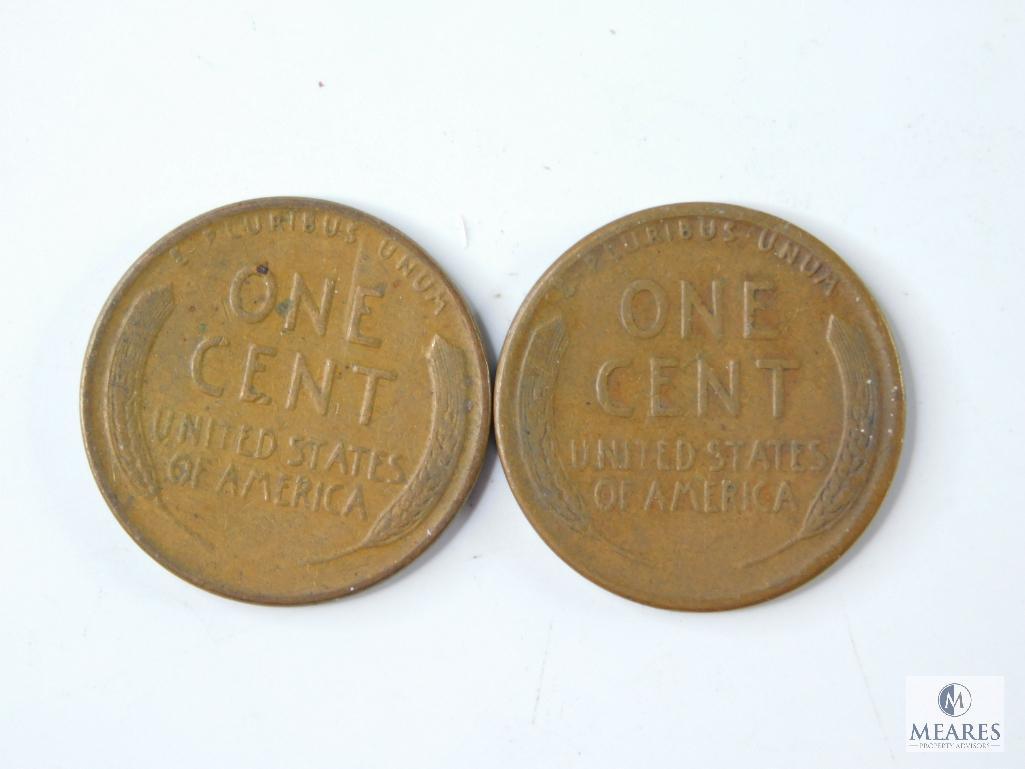 E PLURIBUS UNUM
ONE
CENT
UNITED STATES
OF AMERICA
E PLURIBUS UNUM
ONE
CENT
UNITED STATES
OF AMERICA
M
MEARES
PROPERTY ADVISORS